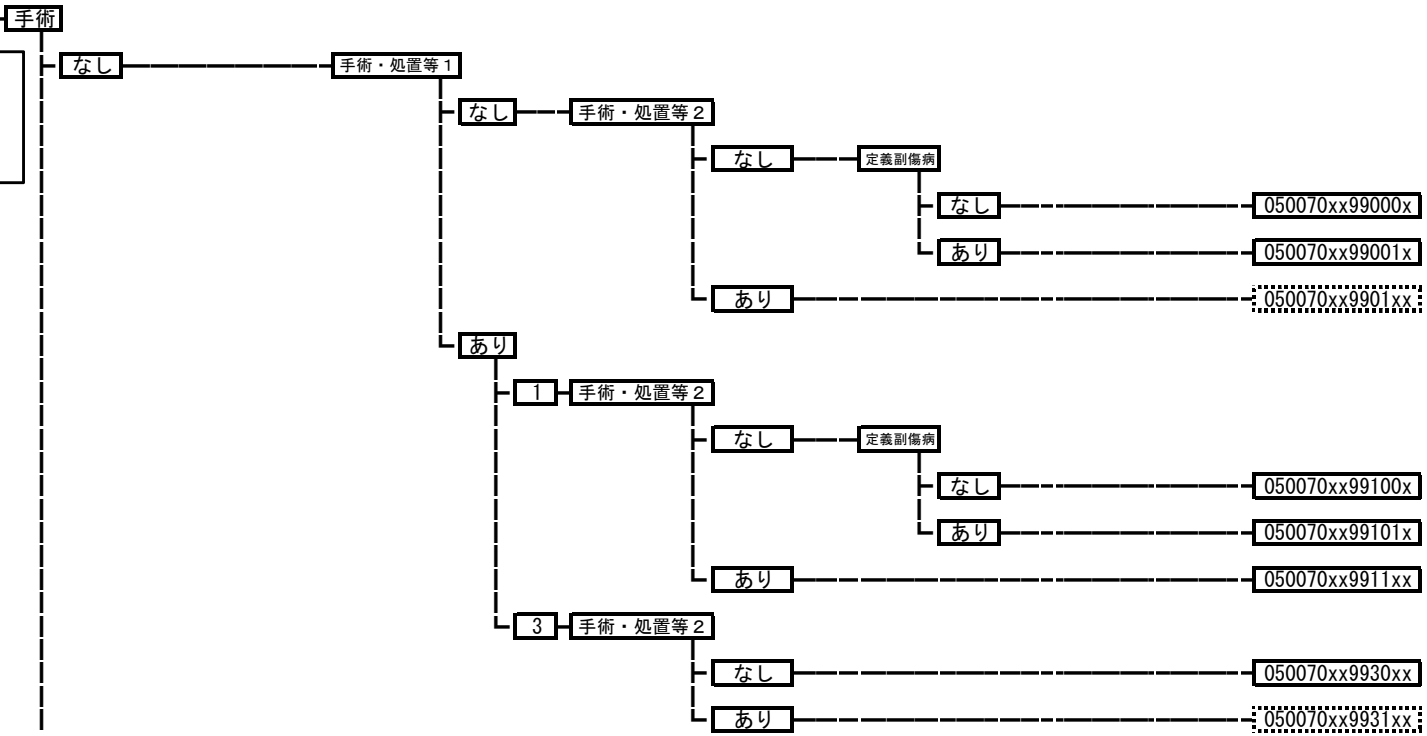 手術
なし 手術・処置等1
なし 手術・処置等2
なし 定義副傷病
なし 050070xx99000x
あり 050070xx99001x
あり 050070xx9901xx
あり
1 手術・処置等2
なし 定義副傷病
なし 050070xx99100x
あり 050070xx99101x
あり 050070xx9911xx
3 手術・処置等2
なし 050070xx9930xx
あり 050070xx9931xx